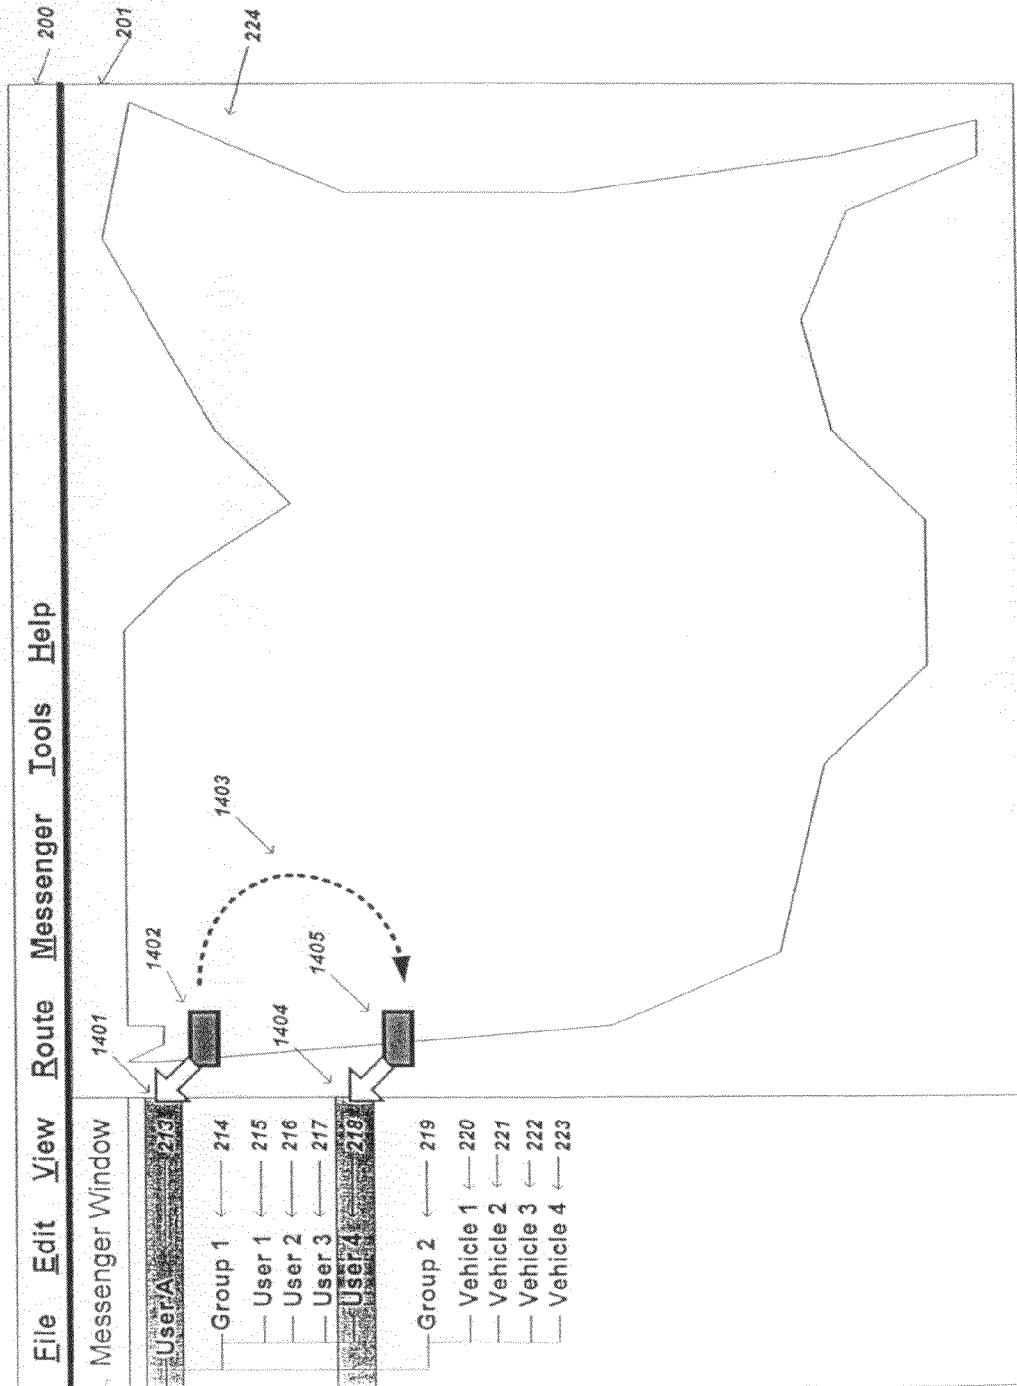 200
201
224
File Edit View Route Messenger Tools Help
Messenger Window
User A 213
Group 1 214
User 1 215
User 2 216
User 3 217
User 4 218
Group 2 219
Vehicle 1 220
Vehicle 2 221
Vehicle 3 222
Vehicle 4 223
1401
1402
1403
1404
1405